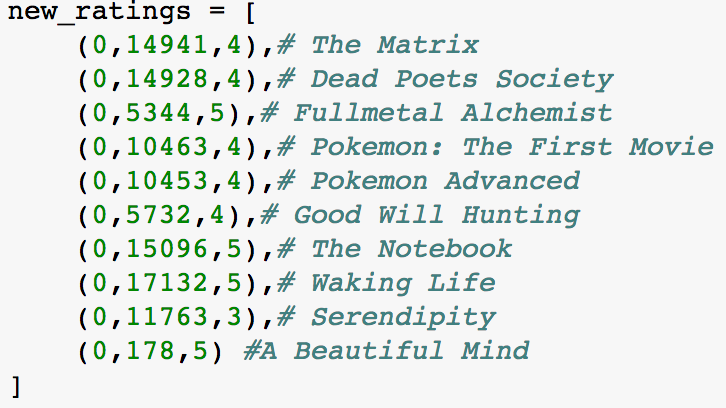 new_ratings = [
(0,14941,4),# The Matrix
(0,14928,4),# Dead Poets Society
(0,5344,5),# Fullmetal Alchemist
(0,10463,4),# Pokemon: The First Movie
(0,10453,4),# Pokemon Advanced
(0,5732,4),# Good Will Hunting
(0,15096,5),# The Notebook
(0,17132,5),# Waking Life
(0,11763,3),# Serendipity
(0,178,5) #A Beautiful Mind
]